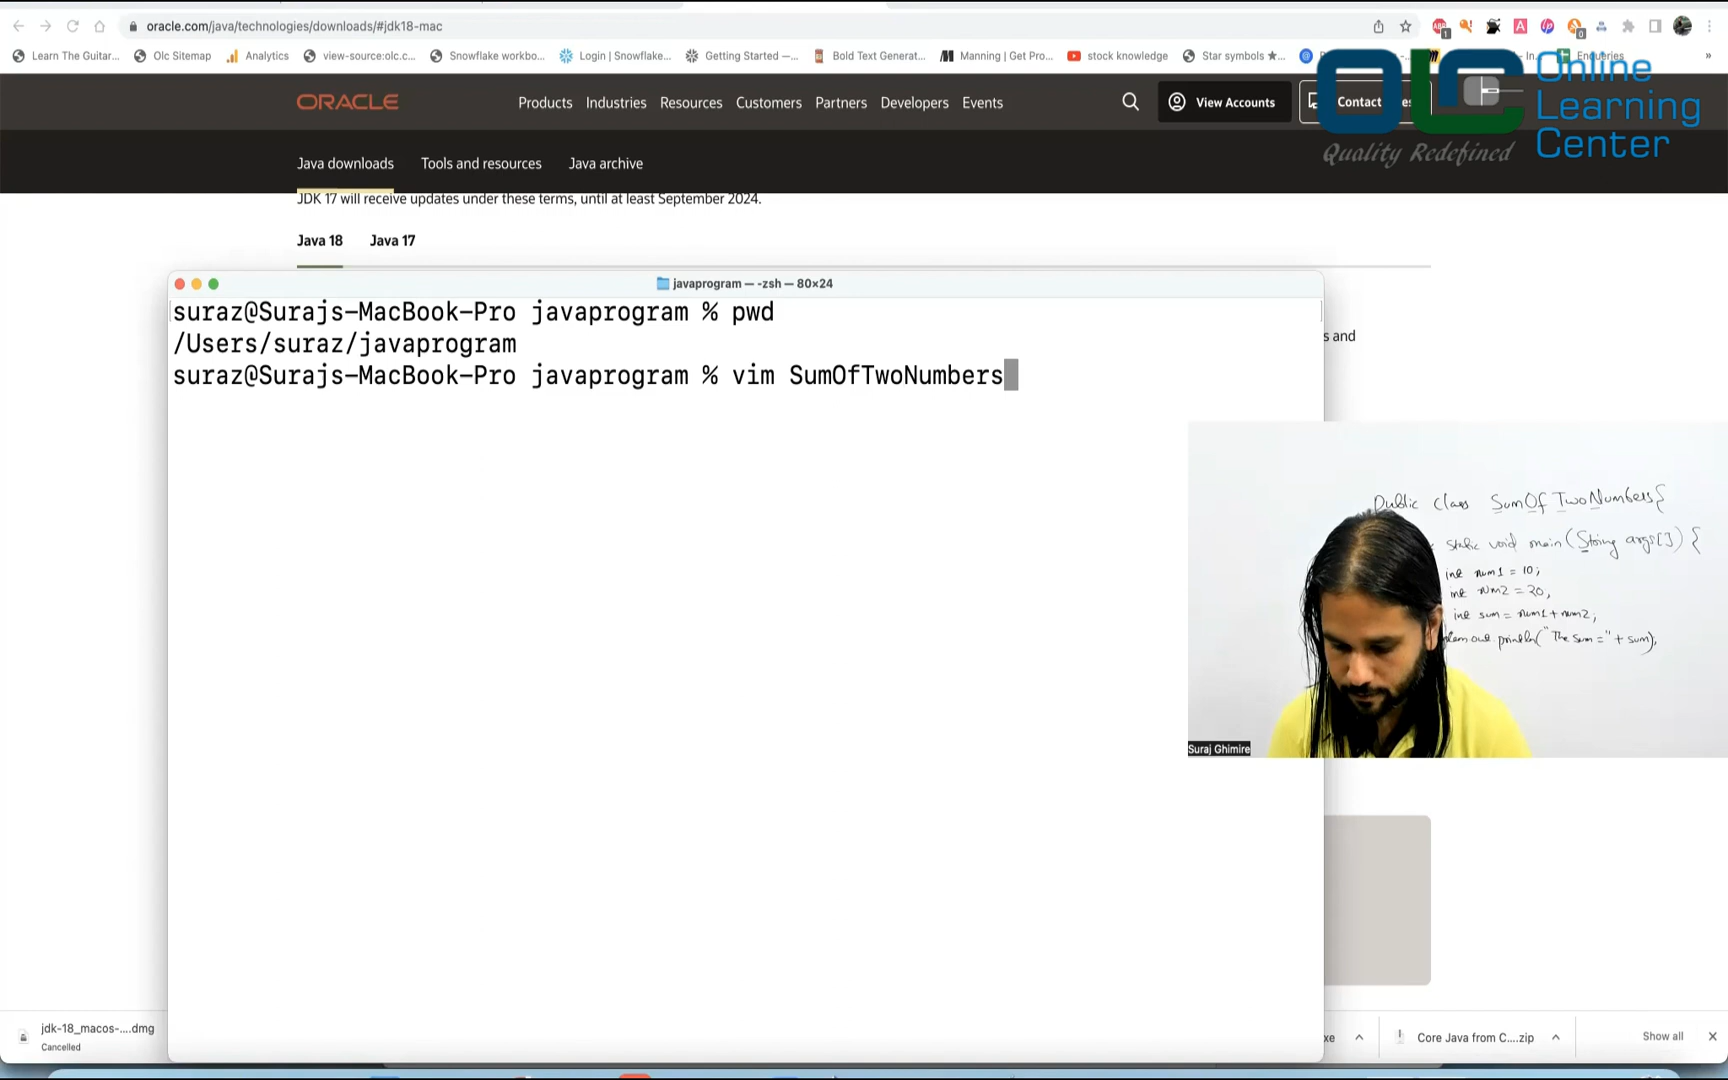 oracle.com/java/technologies/downloads/#jdk18-mac
Learn The Guitar... Olc Sitemap Analytics view-source:olc.c... Snowflake workbo... Login | Snowflake... Getting Started —... Bold Text Generat... Manning | Get Pro... stock knowledge Star symbols ★... Enquries »
ORACLE Products Industries Resources Customers Partners Developers Events View Accounts Contact
OLC Online Learning Center
Quality Redefined
Java downloads Tools and resources Java archive
JDK 17 will receive updates under these terms, until at least September 2024.
Java 18 Java 17
javaprogram — -zsh — 80×24
suraz@Surajs-MacBook-Pro javaprogram % pwd
/Users/suraz/javaprogram
suraz@Surajs-MacBook-Pro javaprogram % vim SumOfTwoNumbers
s and
Public class SumOfTwoNumbers{
static void main(String args[]) {
int num1 = 10;
int num2 = 20,
int sum = num1+num2;
out.println("The sum =" + sum),
Suraj Ghimire
jdk-18_macos-....dmg
Cancelled
xe Core Java from C....zip Show all